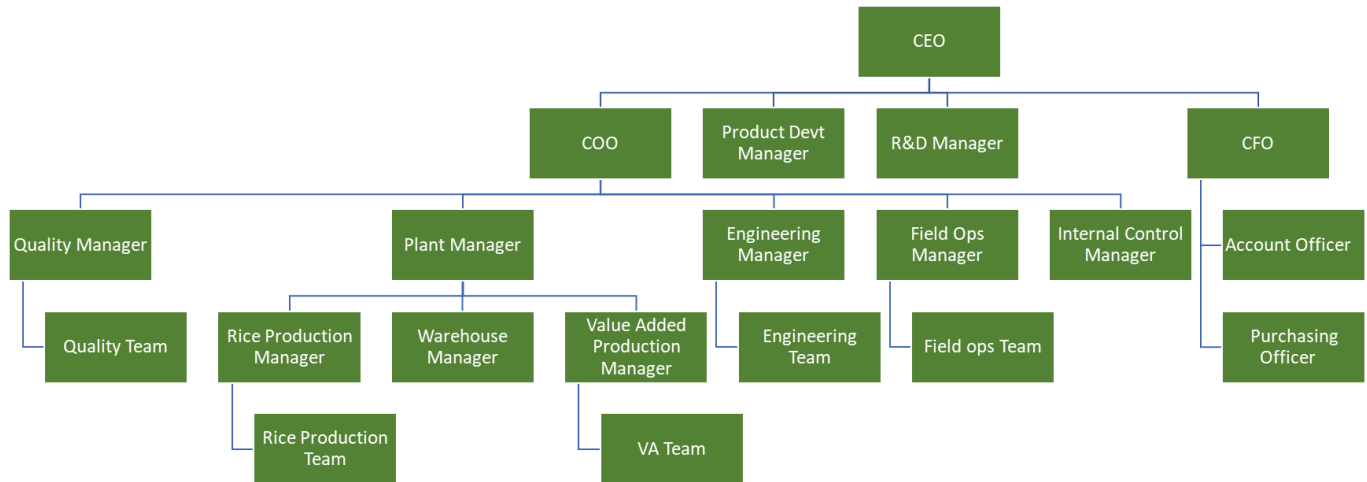 CEO
COO
Product Devt
Manager
R&D Manager
CFO
Quality Manager
Plant Manager
Engineering
Manager
Field Ops
Manager
Internal Control
Manager
Account Officer
Quality Team
Rice Production
Manager
Warehouse
Manager
Value Added
Production
Manager
Engineering
Team
Field ops Team
Purchasing
Officer
Rice Production
Team
VA Team